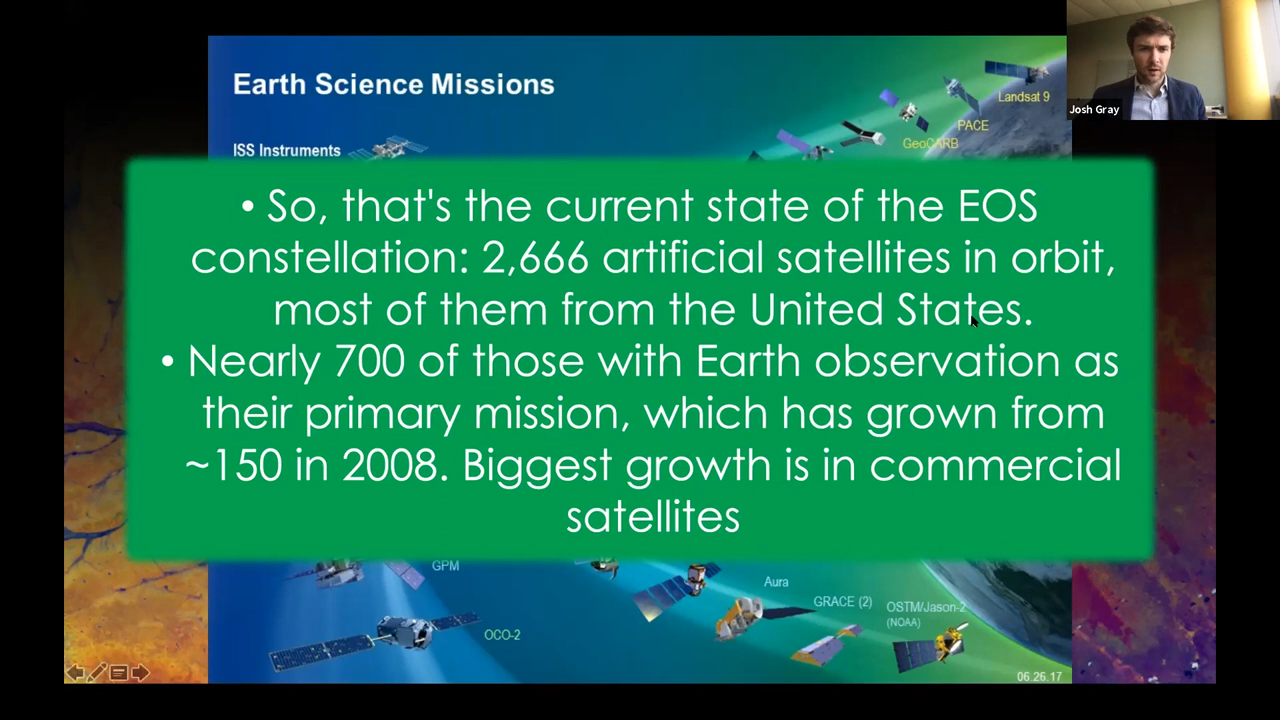 Earth Science Missions
Landsat 9
Josh Gray
PACE
GeoCARB
ISS Instruments
• So, that's the current state of the EOS
constellation: 2,666 artificial satellites in orbit,
most of them from the United States.
• Nearly 700 of those with Earth observation as
their primary mission, which has grown from
~150 in 2008. Biggest growth is in commercial
satellites
GPM
Aura
GRACE (2)
OSTM/Jason-2
(NOAA)
OCO-2
06.26.17